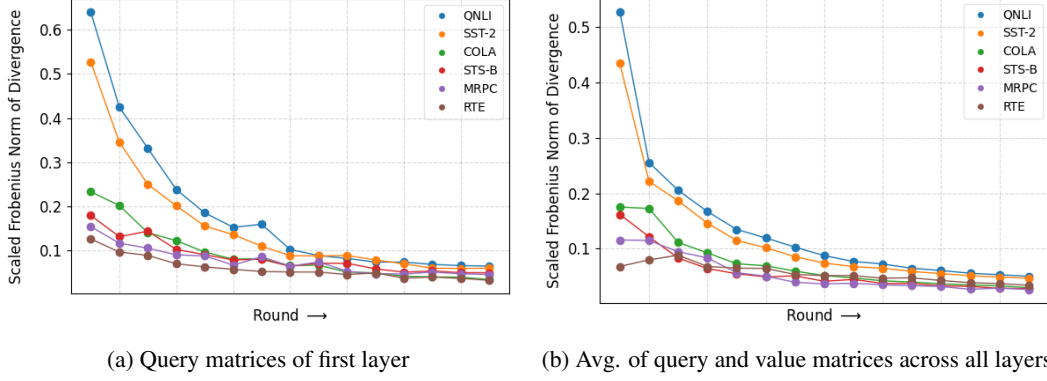 Scaled Frobenius Norm of Divergence
0.6
0.5
0.4
0.3
0.2
0.1
QNLI
SST-2
COLA
STS-B
MRPC
RTE
Round →
(a) Query matrices of first layer
Scaled Frobenius Norm of Divergence
0.5
0.4
0.3
0.2
0.1
QNLI
SST-2
COLA
STS-B
MRPC
RTE
Round →
(b) Avg. of query and value matrices across all layers